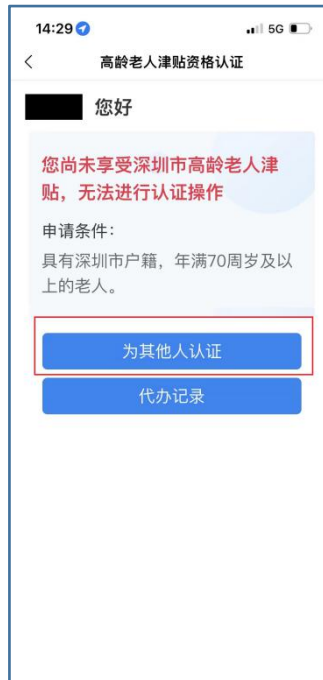 14:29 5G
高龄老人津贴资格认证
您好
您尚未享受深圳市高龄老人津
贴，无法进行认证操作
申请条件：
具有深圳市户籍，年满70周岁及以
上的老人。
为其他人认证
代办记录